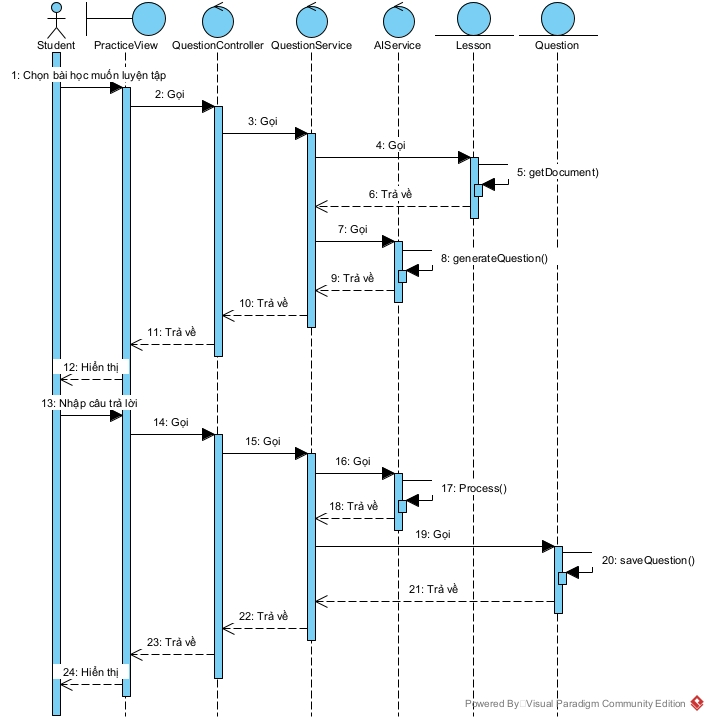 Student
PracticeView
QuestionController
QuestionService
AIService
Lesson
Question
1: Chọn bài học muốn luyện tập
2: Gọi
3: Gọi
4: Gọi
5: getDocument)
6: Trả về
7: Gọi
8: generateQuestion()
9: Trả về
10: Trả về
11: Trả về
12: Hiển thị
13: Nhập câu trả lời
14: Gọi
15: Gọi
16: Gọi
17: Process()
18: Trả về
19: Gọi
20: saveQuestion()
21: Trả về
22: Trả về
23: Trả về
24: Hiển thị
Powered By Visual Paradigm Community Edition